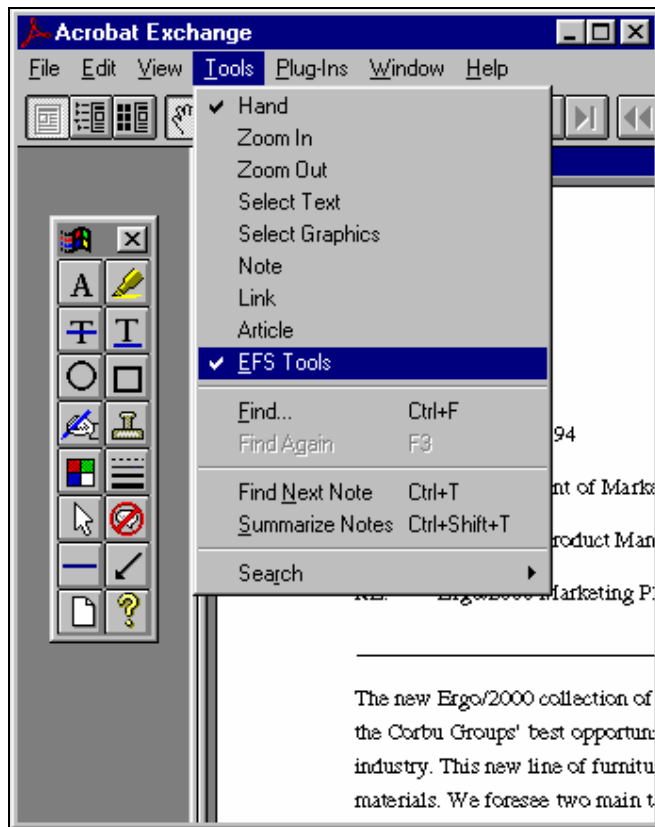 Acrobat Exchange
File Edit View Tools Plug-Ins Window Help
Hand
Zoom In
Zoom Out
Select Text
Select Graphics
Note
Link
Article
EFS Tools
Find... Ctrl+F
Find Again F3
Find Next Note Ctrl+T
Summarize Notes Ctrl+Shift+T
Search
A
T T
94
nt of Marke
roduct Man
Marketing Pl
The new Ergo/2000 collection of
the Corbu Groups' best opportun
industry. This new line of furnitu
materials. We foresee two main t